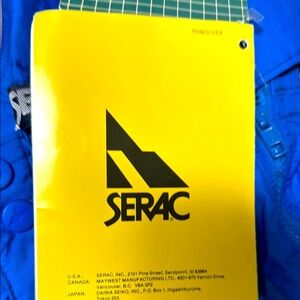 Printed in U.S.A.
SERAC
U.S.A.: SERAC, INC., 2101 Pine Street, Sandpoint, ID 83864
CANADA: MAYWEST MANUFACTURING LTD., #201-975 Vernon Drive,
Vancouver, B.C. V6A 3P2
JAPAN: DAIWA SEIKO, INC., P.O. Box 1, Higashikurume,
Tokyo 203